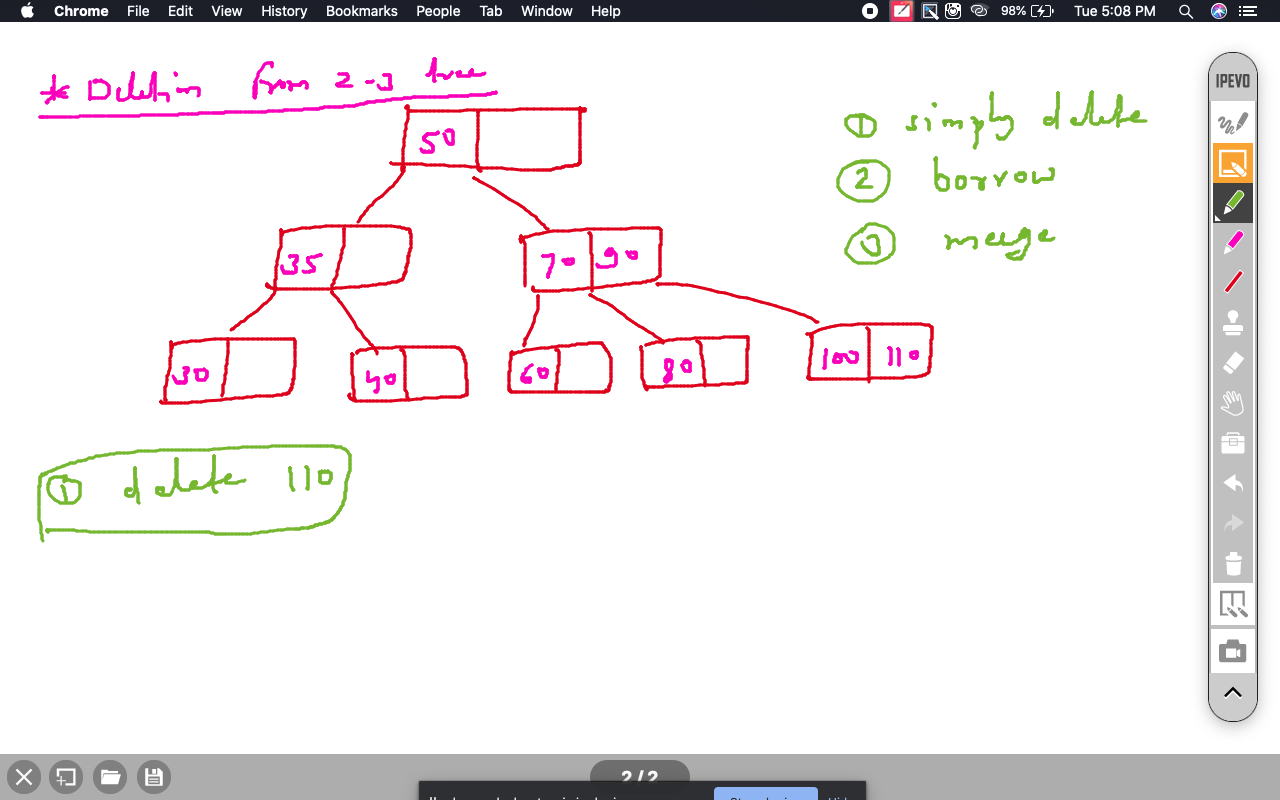 Chrome File Edit View History Bookmarks People Tab Window Help 98% Tue 5:08 PM
IPEVO
* Deletion from 2-3 tree
① simply delete
② borrow
③ merge
50
35
70 90
30
40
60
80
100 110
① delete 110
2 / 2